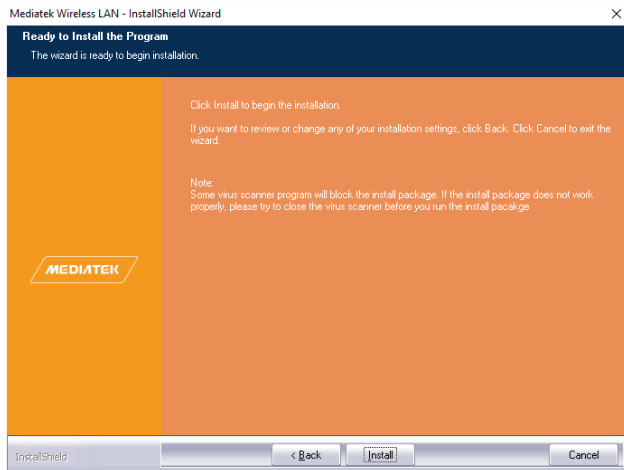 Mediatek Wireless LAN - InstallShield Wizard
Ready to Install the Program
The wizard is ready to begin installation.
Click Install to begin the installation.
If you want to review or change any of your installation settings, click Back. Click Cancel to exit the
wizard.
Note:
Some virus scanner program will block the install package. If the install package does not work
properly, please try to close the virus scanner before you run the install pacakge
MEDIATEK
InstallShield
< Back
Install
Cancel